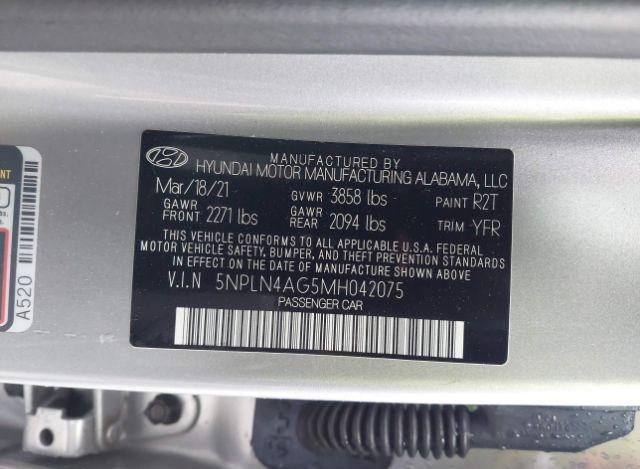 MANUFACTURED BY
HYUNDAI MOTOR MANUFACTURING ALABAMA, LLC
Mar/18/21 GVWR 3858 lbs PAINT R2T
GAWR FRONT 2271 lbs GAWR REAR 2094 lbs TRIM YFR
THIS VEHICLE CONFORMS TO ALL APPLICABLE U.S.A. FEDERAL
MOTOR VEHICLE SAFETY, BUMPER, AND THEFT PREVENTION STANDARDS
IN EFFECT ON THE DATE OF MANUFACTURE SHOWN ABOVE
V.I.N 5NPLN4AG5MH042075
PASSENGER CAR
A520